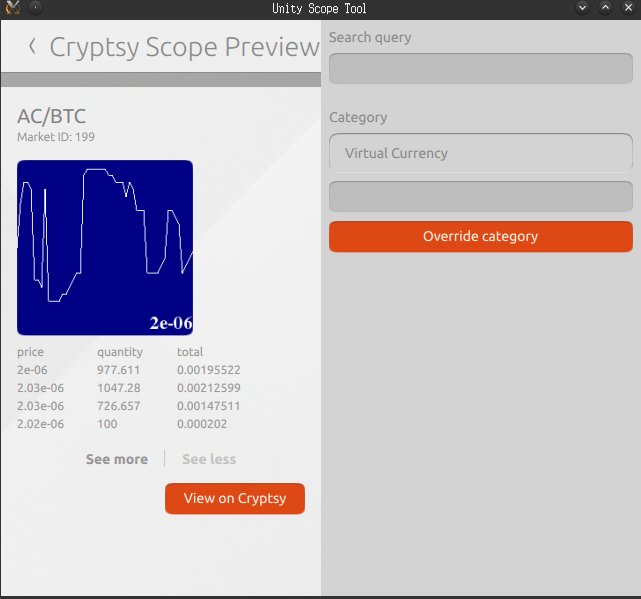 Unity Scope Tool
Cryptsy Scope Preview
AC/BTC
Market ID: 199
2e-06
price quantity total
2e-06 977.611 0.00195522
2.03e-06 1047.28 0.00212599
2.03e-06 726.657 0.00147511
2.02e-06 100 0.000202
See more See less
View on Cryptsy
Search query
Category
Virtual Currency
Override category